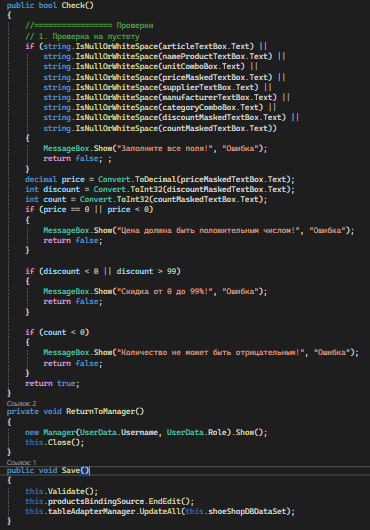 public bool Check()
{
//================= Проверки
// 1. Проверка на пустоту
if (string.IsNullOrWhiteSpace(articleTextBox.Text) ||
string.IsNullOrWhiteSpace(nameProductTextBox.Text) ||
string.IsNullOrWhiteSpace(unitComboBox.Text) ||
string.IsNullOrWhiteSpace(priceMaskedTextBox.Text) ||
string.IsNullOrWhiteSpace(supplierTextBox.Text) ||
string.IsNullOrWhiteSpace(manufacturerTextBox.Text) ||
string.IsNullOrWhiteSpace(categoryComboBox.Text) ||
string.IsNullOrWhiteSpace(discountMaskedTextBox.Text) ||
string.IsNullOrWhiteSpace(countMaskedTextBox.Text))
{
MessageBox.Show("Заполните все поля!", "Ошибка");
return false; ;
}
decimal price = Convert.ToDecimal(priceMaskedTextBox.Text);
int discount = Convert.ToInt32(discountMaskedTextBox.Text);
int count = Convert.ToInt32(countMaskedTextBox.Text);
if (price == 0 || price < 0)
{
MessageBox.Show("Цена должна быть положительным числом!", "Ошибка");
return false;
}
if (discount < 0 || discount > 99)
{
MessageBox.Show("Скидка от 0 до 99%!", "Ошибка");
return false;
}
if (count < 0)
{
MessageBox.Show("Количество не может быть отрицательным!", "Ошибка");
return false;
}
return true;
}
Ссылок: 2
private void ReturnToManager()
{
new Manager(UserData.Username, UserData.Role).Show();
this.Close();
}
Ссылок: 1
public void Save()
{
this.Validate();
this.productsBindingSource.EndEdit();
this.tableAdapterManager.UpdateAll(this.shoeShopDBDataSet);
}